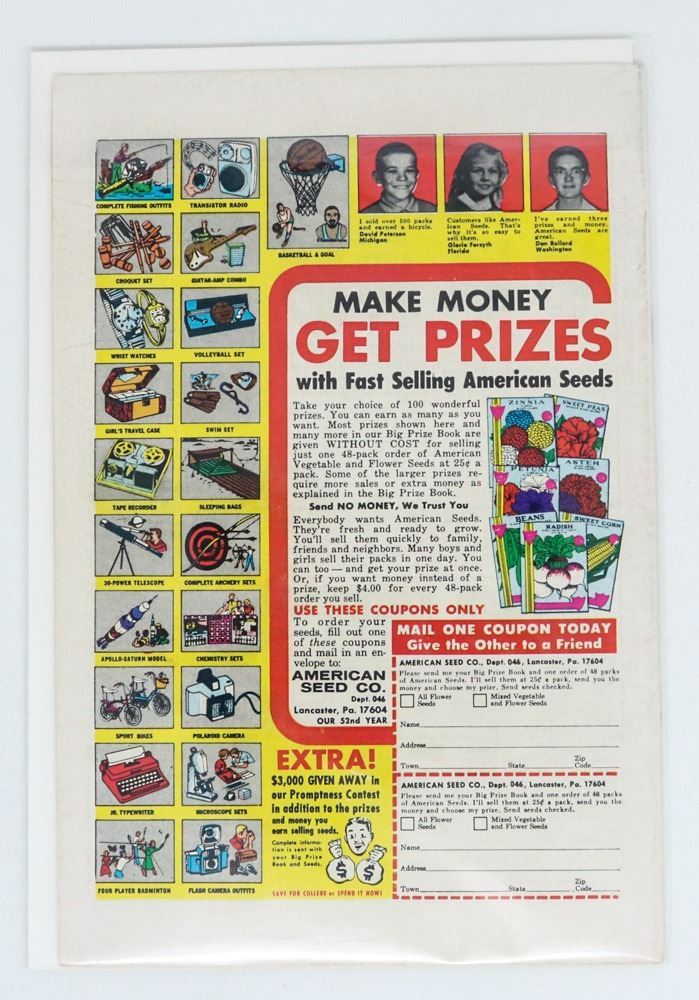 COMPLETE FISHING OUTFITS
TRANSISTOR RADIO
BASKETBALL & GOAL
CROQUET SET
GUITAR-AMP COMBO
WRIST WATCHES
VOLLEYBALL SET
GIRL'S TRAVEL CASE
SWIM SET
TAPE RECORDER
SLEEPING BAGS
30-POWER TELESCOPE
COMPLETE ARCHERY SETS
APOLLO-SATURN MODEL
CHEMISTRY SETS
SPORT BIKES
POLAROID CAMERA
JR. TYPEWRITER
MICROSCOPE SETS
FOUR PLAYER BADMINTON
FLASH CAMERA OUTFITS
I sold over 500 packs
and earned a bicycle.
David Peterson
Michigan
Customers like Amer-
ican Seeds. That's
why it's so easy to
sell them.
Gloria Forsyth
Florida
I've earned three
prizes and money.
American Seeds are
great.
Don Bullard
Washington
MAKE MONEY
GET PRIZES
with Fast Selling American Seeds
Take your choice of 100 wonderful
prizes. You can earn as many as you
want. Most prizes shown here and
many more in our Big Prize Book are
given WITHOUT COST for selling
just one 48-pack order of American
Vegetable and Flower Seeds at 25¢ a
pack. Some of the larger prizes re-
quire more sales or extra money as
explained in the Big Prize Book.
Send NO MONEY, We Trust You
Everybody wants American Seeds.
They're fresh and ready to grow.
You'll sell them quickly to family,
friends and neighbors. Many boys and
girls sell their packs in one day. You
can too — and get your prize at once.
Or, if you want money instead of a
prize, keep $4.00 for every 48-pack
order you sell.
ZINNIA
SWEET PEAS
PETUNIA
ASTER
BEANS
RADISH
SWEET CORN
USE THESE COUPONS ONLY
To order your
seeds, fill out one
of these coupons
and mail in an en-
velope to:
AMERICAN
SEED CO.
Dept 046
Lancaster, Pa. 17604
OUR 52nd YEAR
EXTRA!
$3,000 GIVEN AWAY in
our Promptness Contest
in addition to the prizes
and money you
earn selling seeds.
Complete informa-
tion is sent with
your Big Prize
Book and Seeds.
$ $
SAVE FOR COLLEGE or SPEND IT NOW!
MAIL ONE COUPON TODAY
Give the Other to a Friend
AMERICAN SEED CO., Dept. 046, Lancaster, Pa. 17604
Please send me your Big Prize Book and one order of 48 packs
of American Seeds. I'll sell them at 25¢ a pack, send you the
money and choose my prize. Send seeds checked.
All Flower Seeds
Mixed Vegetable and Flower Seeds
Name
Address
Town State Zip Code
AMERICAN SEED CO., Dept. 046, Lancaster, Pa. 17604
Please send me your Big Prize Book and one order of 48 packs
of American Seeds. I'll sell them at 25¢ a pack, send you the
money and choose my prize. Send seeds checked.
All Flower Seeds
Mixed Vegetable and Flower Seeds
Name
Address
Town State Zip Code